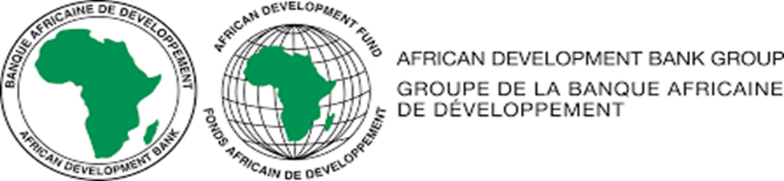 BANQUE AFRICAINE DE DEVELOPPEMENT
AFRICAN DEVELOPMENT BANK
AFRICAN DEVELOPMENT FUND
FONDS AFRICAIN DE DEVELOPPEMENT
AFRICAN DEVELOPMENT BANK GROUP
GROUPE DE LA BANQUE AFRICAINE
DE DÉVELOPPEMENT